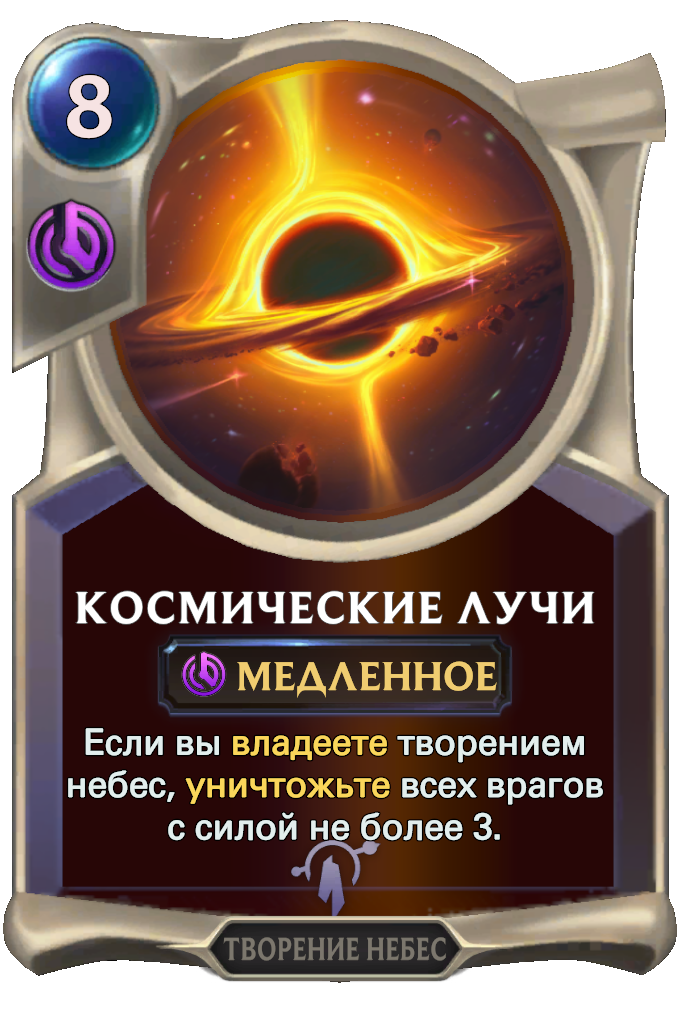 8
КОСМИЧЕСКИЕ ЛУЧИ
МЕДЛЕННОЕ
Если вы владеете творением
небес, уничтожьте всех врагов
с силой не более 3.
ТВОРЕНИЕ НЕБЕС